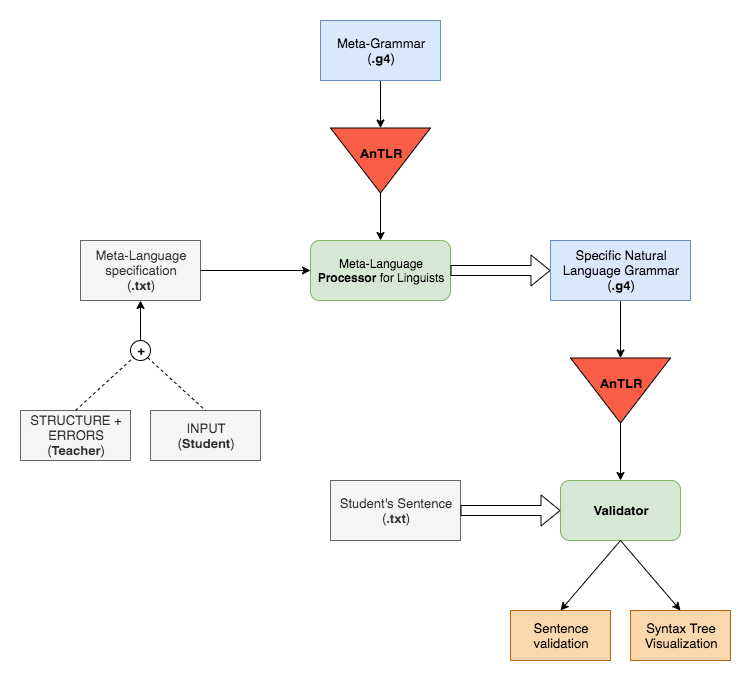 Meta-Grammar
(.g4)
AnTLR
Meta-Language
specification
(.txt)
Meta-Language
Processor for Linguists
Specific Natural
Language Grammar
(.g4)
+
AnTLR
STRUCTURE +
ERRORS
(Teacher)
INPUT
(Student)
Student's Sentence
(.txt)
Validator
Sentence
validation
Syntax Tree
Visualization